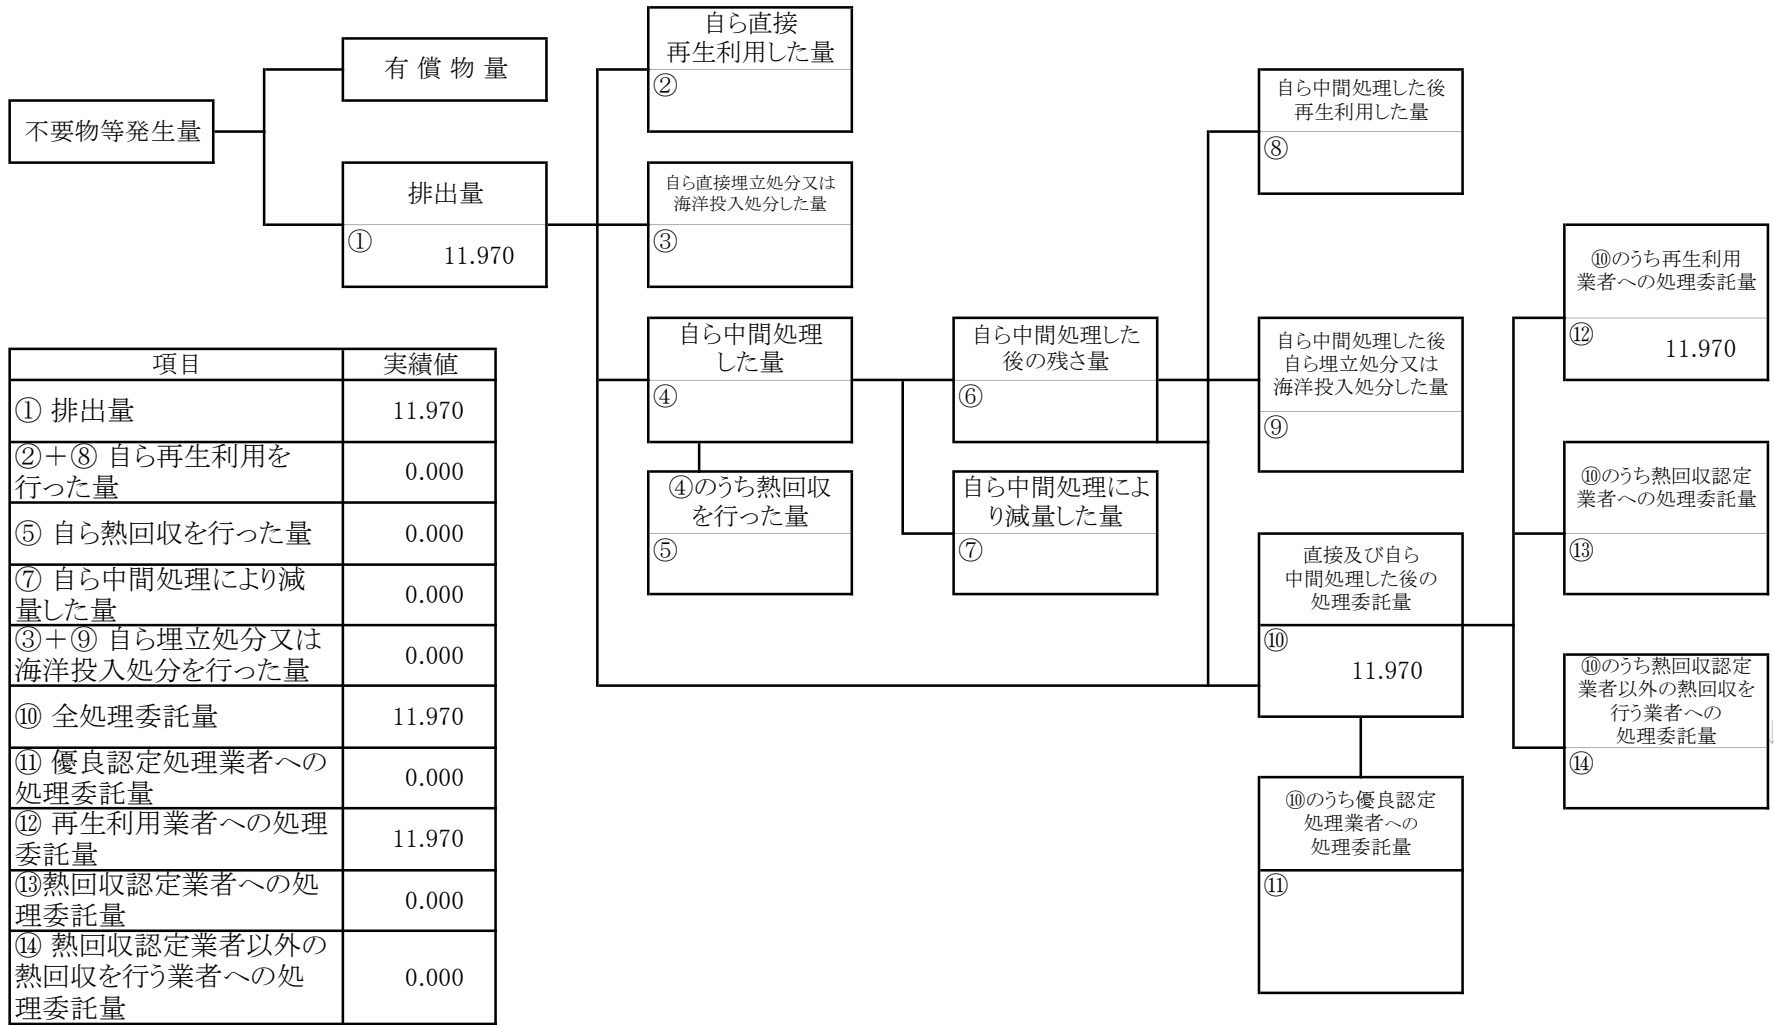 不要物等発生量
有 償 物 量
排出量
①
11.970
自ら直接
再生利用した量
②
自ら直接埋立処分又は
海洋投入処分した量
③
自ら中間処理
した量
④
④のうち熱回収
を行った量
⑤
自ら中間処理した
後の残さ量
⑥
自ら中間処理によ
り減量した量
⑦
自ら中間処理した後
再生利用した量
⑧
自ら中間処理した後
自ら埋立処分又は
海洋投入処分した量
⑨
直接及び自ら
中間処理した後の
処理委託量
⑩
11.970
⑩のうち優良認定
処理業者への
処理委託量
⑪
⑩のうち再生利用
業者への処理委託量
⑫
11.970
⑩のうち熱回収認定
業者への処理委託量
⑬
⑩のうち熱回収認定
業者以外の熱回収を
行う業者への
処理委託量
⑭
項目 実績値
① 排出量 11.970
②＋⑧ 自ら再生利用を
行った量 0.000
⑤ 自ら熱回収を行った量 0.000
⑦ 自ら中間処理により減
量した量 0.000
③＋⑨ 自ら埋立処分又は
海洋投入処分を行った量 0.000
⑩ 全処理委託量 11.970
⑪ 優良認定処理業者への
処理委託量 0.000
⑫ 再生利用業者への処理
委託量 11.970
⑬熱回収認定業者への処
理委託量 0.000
⑭ 熱回収認定業者以外の
熱回収を行う業者への処
理委託量 0.000